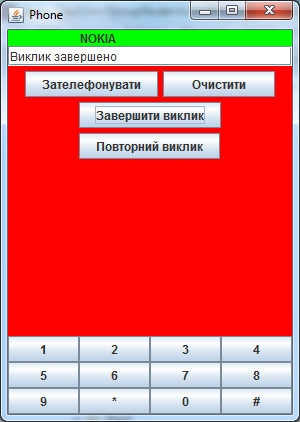 Phone
NOKIA
Виклик завершено
Зателефонувати Очистити
Завершити виклик
Повторний виклик
1 2 3 4
5 6 7 8
9 * 0 #